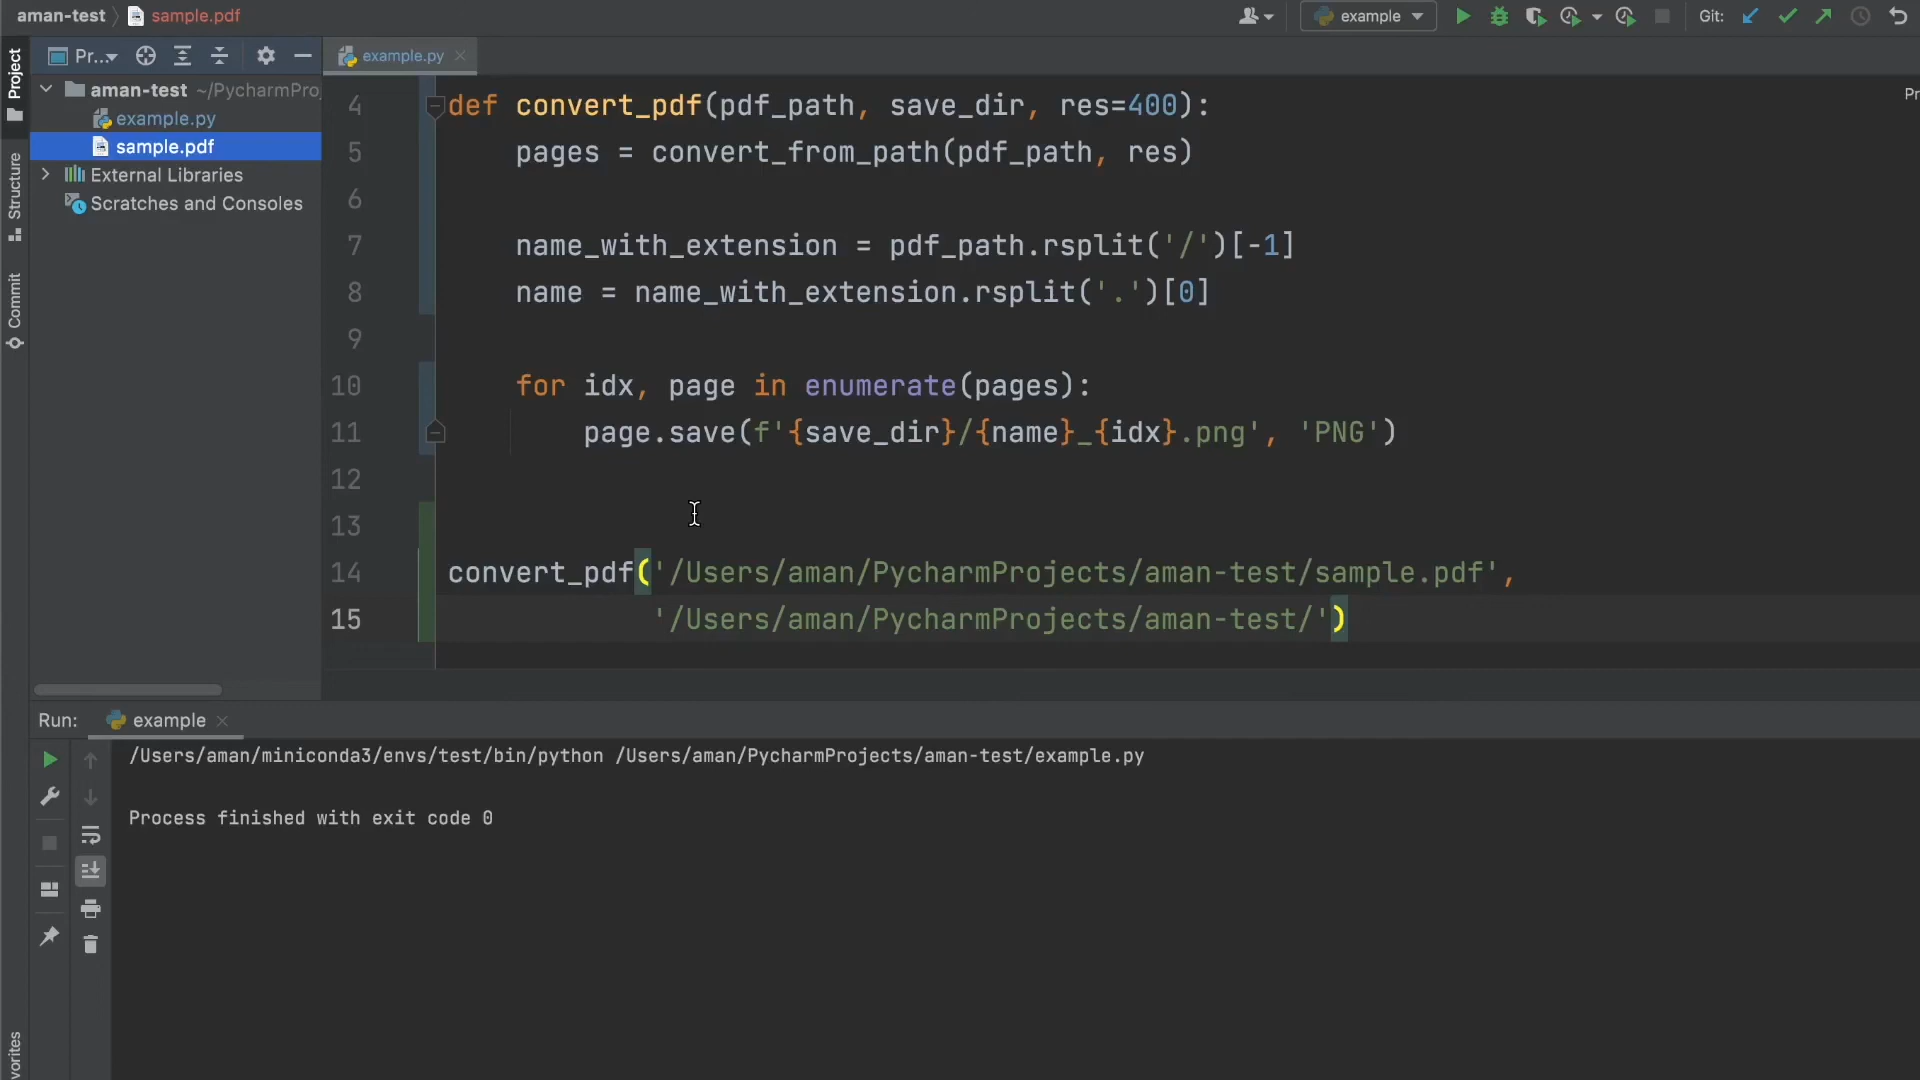 aman-test
sample.pdf
example
Git:
Project
Pr...
example.py
Pr
aman-test ~/PycharmPro
example.py
sample.pdf
External Libraries
Scratches and Consoles
Structure
Commit
4 def convert_pdf(pdf_path, save_dir, res=400):
5 pages = convert_from_path(pdf_path, res)
6
7 name_with_extension = pdf_path.rsplit('/')[-1]
8 name = name_with_extension.rsplit('.')[0]
9
10 for idx, page in enumerate(pages):
11 page.save(f'{save_dir}/{name}_{idx}.png', 'PNG')
12
13
14 convert_pdf('/Users/aman/PycharmProjects/aman-test/sample.pdf',
15 '/Users/aman/PycharmProjects/aman-test/')
Run: example
/Users/aman/miniconda3/envs/test/bin/python /Users/aman/PycharmProjects/aman-test/example.py
Process finished with exit code 0
vorites